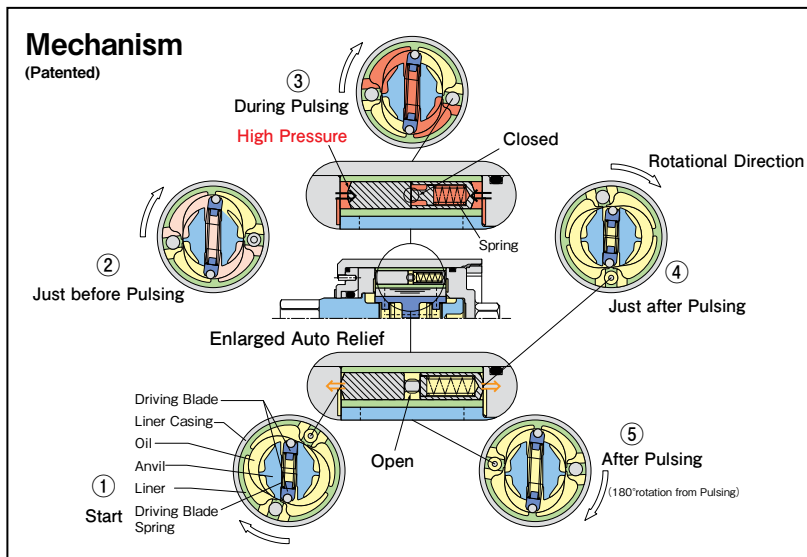 Mechanism
(Patented)
③
During Pulsing
High Pressure
Closed
Rotational Direction
Spring
②
Just before Pulsing
④
Just after Pulsing
Enlarged Auto Relief
Driving Blade
Liner Casing
Oil
Anvil
Liner
Driving Blade
Spring
①
Start
Open
⑤
After Pulsing
(180°rotation from Pulsing)